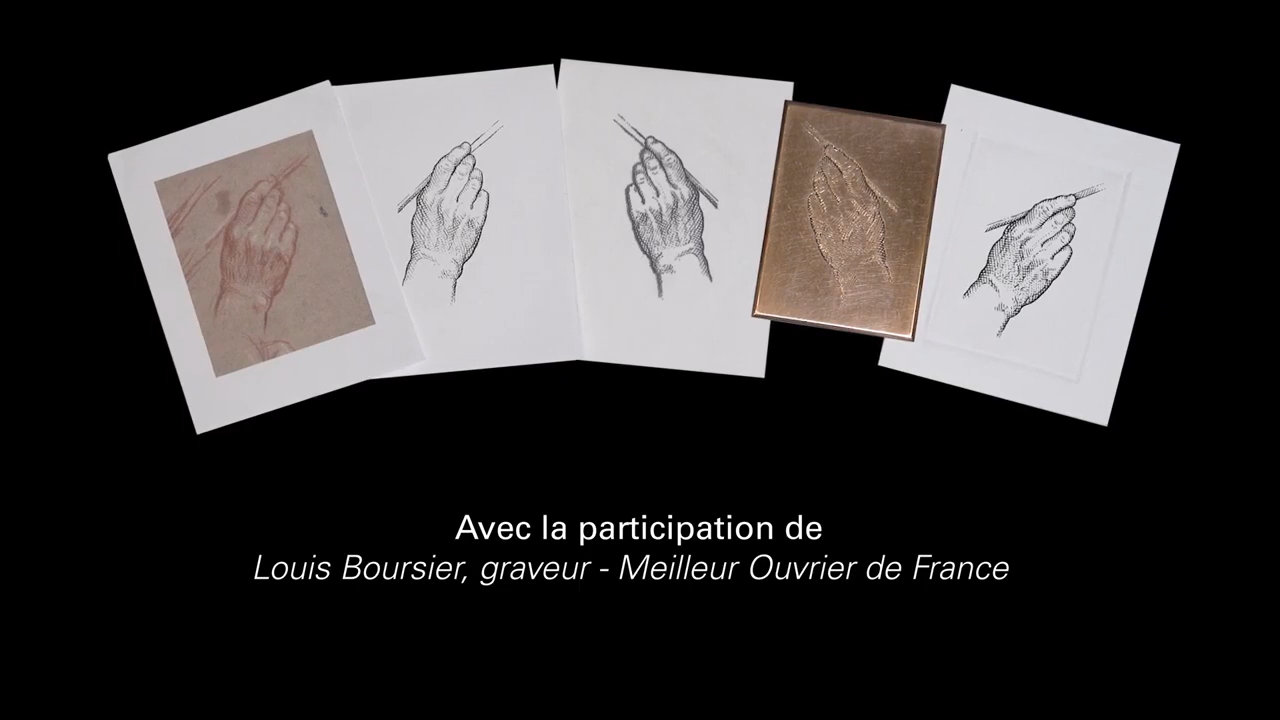 Avec la participation de
Louis Boursier, graveur - Meilleur Ouvrier de France